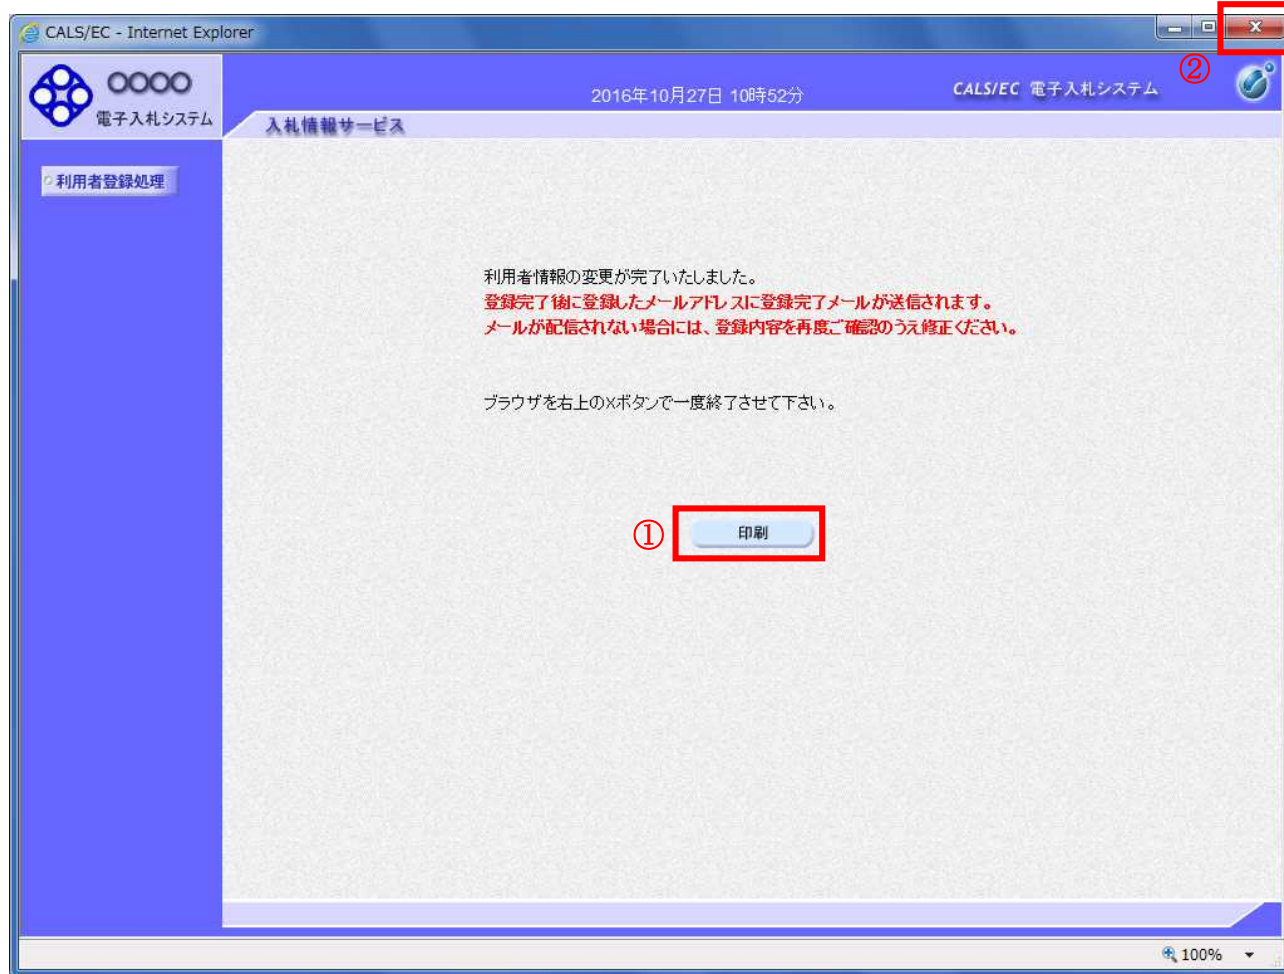 CALS/EC - Internet Explorer
②
○○○○
電子入札システム
2016年10月27日 10時52分
CALS/EC 電子入札システム
入札情報サービス
利用者登録処理
利用者情報の変更が完了いたしました。
登録完了後に登録したメールアドレスに登録完了メールが送信されます。
メールが配信されない場合には、登録内容を再度ご確認のうえ修正ください。
ブラウザを右上の×ボタンで一度終了させて下さい。
① 印刷
100%